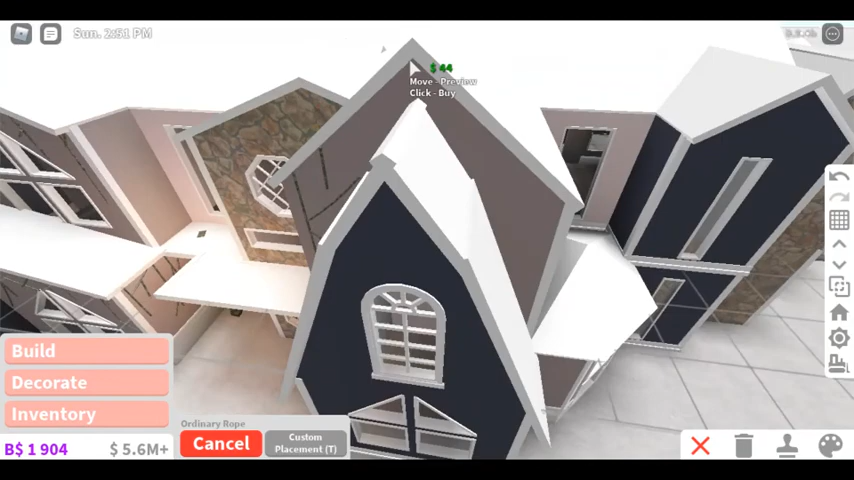 Sun. 2:51 PM
$ 44
Move - Preview
Click - Buy
Build
Decorate
Inventory
B$ 1 904
$ 5.6M+
Ordinary Rope
Cancel
Custom
Placement (T)